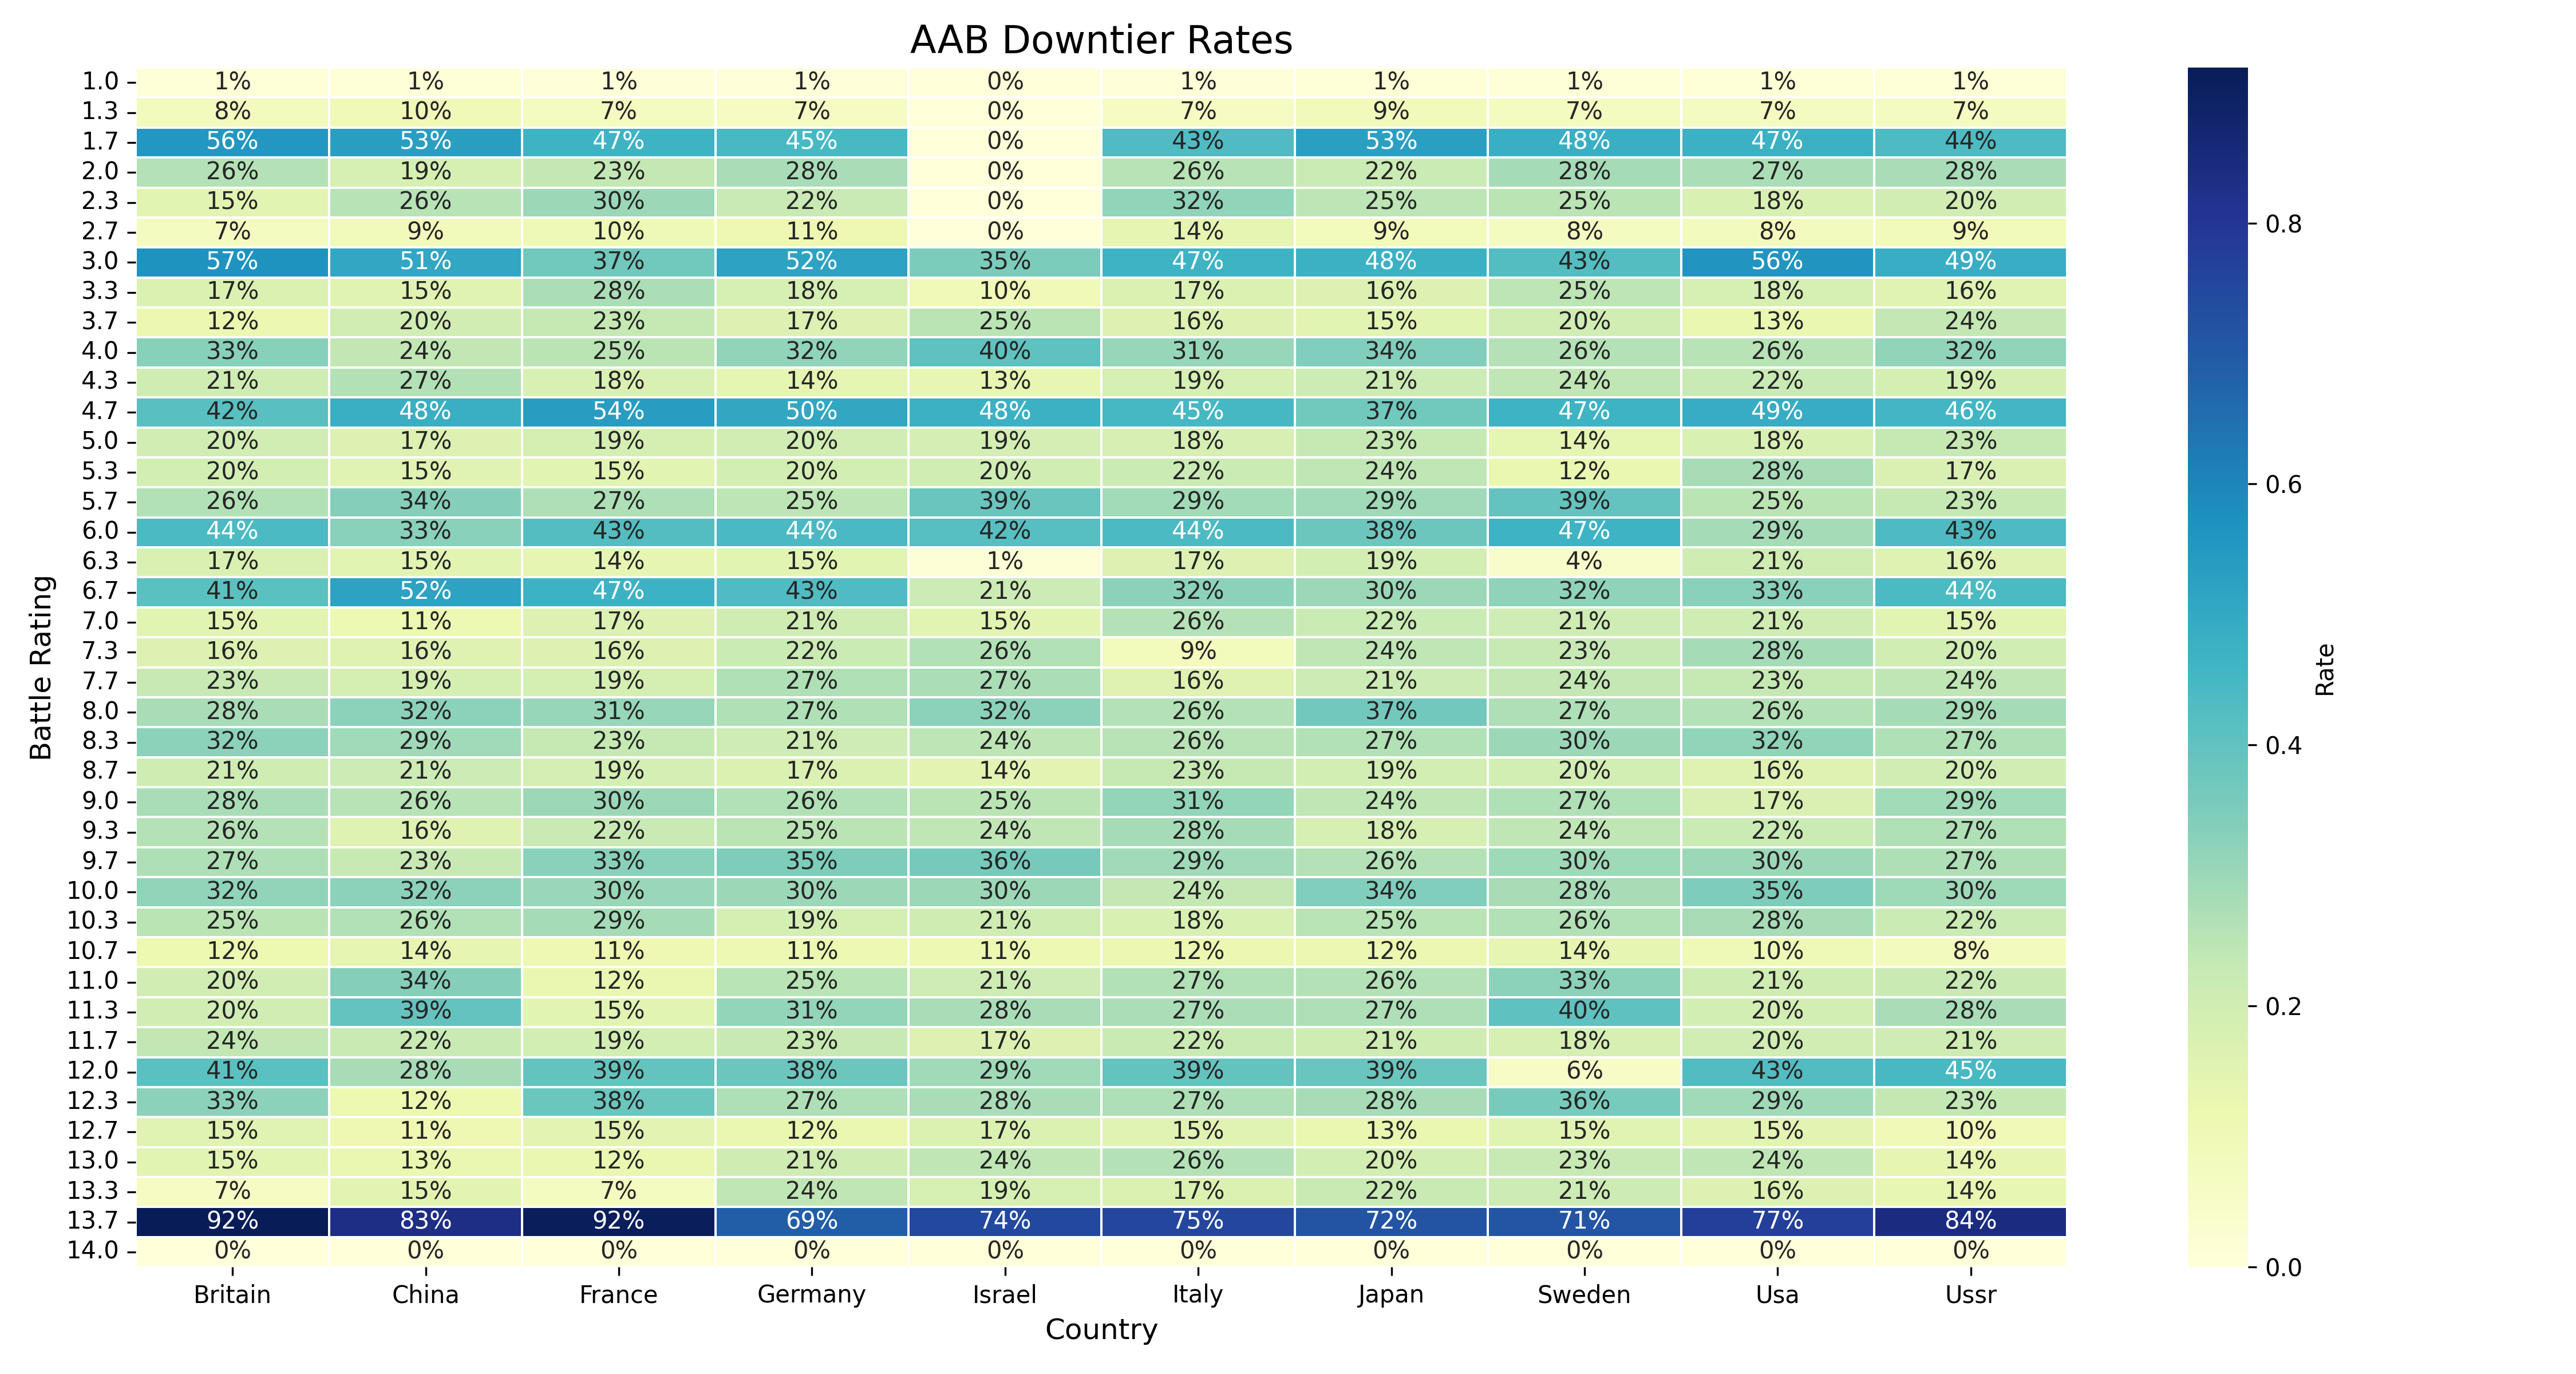 AAB Downtier Rates
1.0 1% 1% 1% 1% 0% 1% 1% 1% 1% 1%
1.3 8% 10% 7% 7% 0% 7% 9% 7% 7% 7%
1.7 56% 53% 47% 45% 0% 43% 53% 48% 47% 44%
2.0 26% 19% 23% 28% 0% 26% 22% 28% 27% 28%
2.3 15% 26% 30% 22% 0% 32% 25% 25% 18% 20%
2.7 7% 9% 10% 11% 0% 14% 9% 8% 8% 9%
3.0 57% 51% 37% 52% 35% 47% 48% 43% 56% 49%
3.3 17% 15% 28% 18% 10% 17% 16% 25% 18% 16%
3.7 12% 20% 23% 17% 25% 16% 15% 20% 13% 24%
4.0 33% 24% 25% 32% 40% 31% 34% 26% 26% 32%
4.3 21% 27% 18% 14% 13% 19% 21% 24% 22% 19%
4.7 42% 48% 54% 50% 48% 45% 37% 47% 49% 46%
5.0 20% 17% 19% 20% 19% 18% 23% 14% 18% 23%
5.3 20% 15% 15% 20% 20% 22% 24% 12% 28% 17%
5.7 26% 34% 27% 25% 39% 29% 29% 39% 25% 23%
6.0 44% 33% 43% 44% 42% 44% 38% 47% 29% 43%
6.3 17% 15% 14% 15% 1% 17% 19% 4% 21% 16%
6.7 41% 52% 47% 43% 21% 32% 30% 32% 33% 44%
7.0 15% 11% 17% 21% 15% 26% 22% 21% 21% 15%
7.3 16% 16% 16% 22% 26% 9% 24% 23% 28% 20%
7.7 23% 19% 19% 27% 27% 16% 21% 24% 23% 24%
8.0 28% 32% 31% 27% 32% 26% 37% 27% 26% 29%
8.3 32% 29% 23% 21% 24% 26% 27% 30% 32% 27%
8.7 21% 21% 19% 17% 14% 23% 19% 20% 16% 20%
9.0 28% 26% 30% 26% 25% 31% 24% 27% 17% 29%
9.3 26% 16% 22% 25% 24% 28% 18% 24% 22% 27%
9.7 27% 23% 33% 35% 36% 29% 26% 30% 30% 27%
10.0 32% 32% 30% 30% 30% 24% 34% 28% 35% 30%
10.3 25% 26% 29% 19% 21% 18% 25% 26% 28% 22%
10.7 12% 14% 11% 11% 11% 12% 12% 14% 10% 8%
11.0 20% 34% 12% 25% 21% 27% 26% 33% 21% 22%
11.3 20% 39% 15% 31% 28% 27% 27% 40% 20% 28%
11.7 24% 22% 19% 23% 17% 22% 21% 18% 20% 21%
12.0 41% 28% 39% 38% 29% 39% 39% 6% 43% 45%
12.3 33% 12% 38% 27% 28% 27% 28% 36% 29% 23%
12.7 15% 11% 15% 12% 17% 15% 13% 15% 15% 10%
13.0 15% 13% 12% 21% 24% 26% 20% 23% 24% 14%
13.3 7% 15% 7% 24% 19% 17% 22% 21% 16% 14%
13.7 92% 83% 92% 69% 74% 75% 72% 71% 77% 84%
14.0 0% 0% 0% 0% 0% 0% 0% 0% 0% 0%
Britain China France Germany Israel Italy Japan Sweden Usa Ussr
Country
Battle Rating
0.8
0.6
0.4
0.2
0.0
Rate